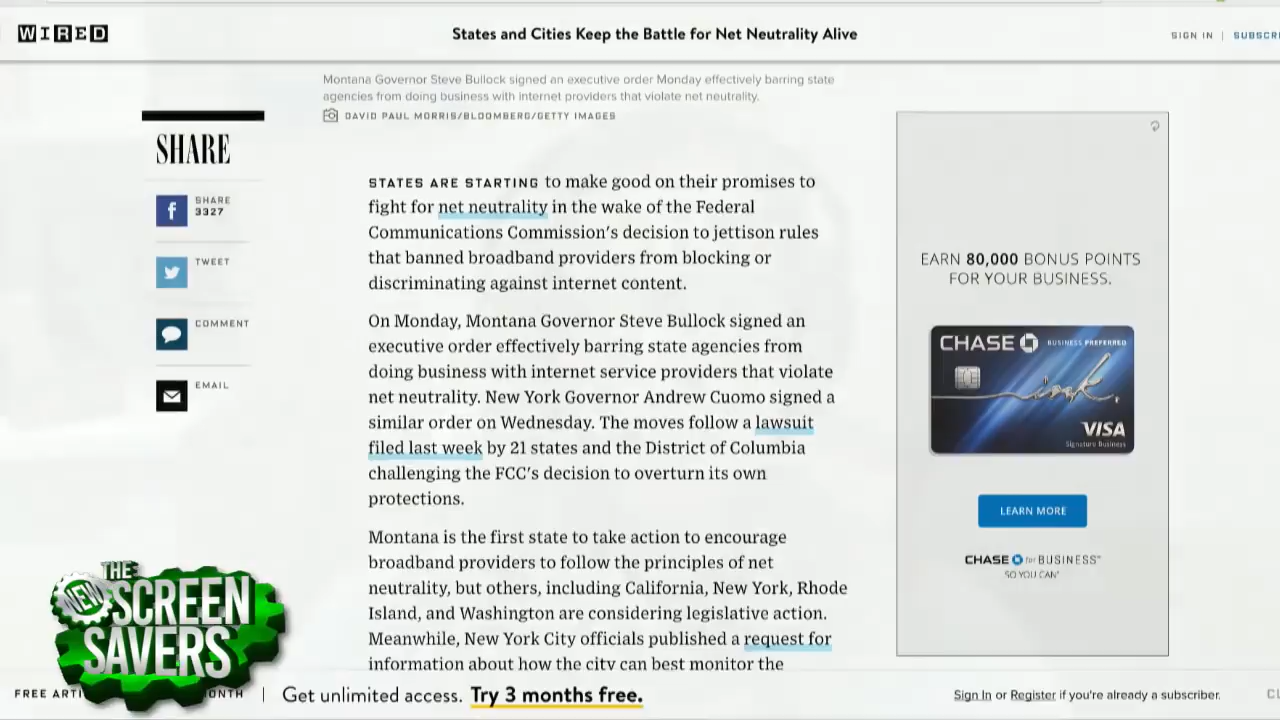 WIRED
States and Cities Keep the Battle for Net Neutrality Alive
SIGN IN | SUBSCR
Montana Governor Steve Bullock signed an executive order Monday effectively barring state
agencies from doing business with internet providers that violate net neutrality.
DAVID PAUL MORRIS/BLOOMBERG/GETTY IMAGES
SHARE
SHARE
3327
TWEET
COMMENT
EMAIL
STATES ARE STARTING to make good on their promises to
fight for net neutrality in the wake of the Federal
Communications Commission's decision to jettison rules
that banned broadband providers from blocking or
discriminating against internet content.
On Monday, Montana Governor Steve Bullock signed an
executive order effectively barring state agencies from
doing business with internet service providers that violate
net neutrality. New York Governor Andrew Cuomo signed a
similar order on Wednesday. The moves follow a lawsuit
filed last week by 21 states and the District of Columbia
challenging the FCC's decision to overturn its own
protections.
Montana is the first state to take action to encourage
broadband providers to follow the principles of net
neutrality, but others, including California, New York, Rhode
Island, and Washington are considering legislative action.
Meanwhile, New York City officials published a request for
information about how the city can best monitor the
EARN 80,000 BONUS POINTS
FOR YOUR BUSINESS.
CHASE BUSINESS PREFERRED
ink.
VISA
Signature Business
LEARN MORE
CHASE for BUSINESS℠
SO YOU CAN®
THE
NEW SCREEN
SAVERS
FREE ARTI ONTH | Get unlimited access. Try 3 months free.
Sign In or Register if you're already a subscriber.
CL